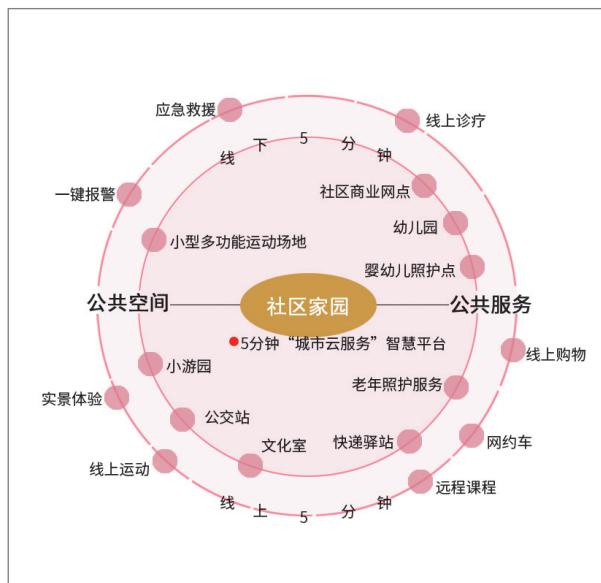 应急救援
线上诊疗
线下5分钟
一键报警
社区商业网点
幼儿园
小型多功能运动场地
婴幼儿照护点
公共空间
社区家园
公共服务
5分钟“城市云服务”智慧平台
线上购物
小游园
老年照护服务
实景体验
公交站
文化室
快递驿站
网约车
线上运动
远程课程
线上5分钟